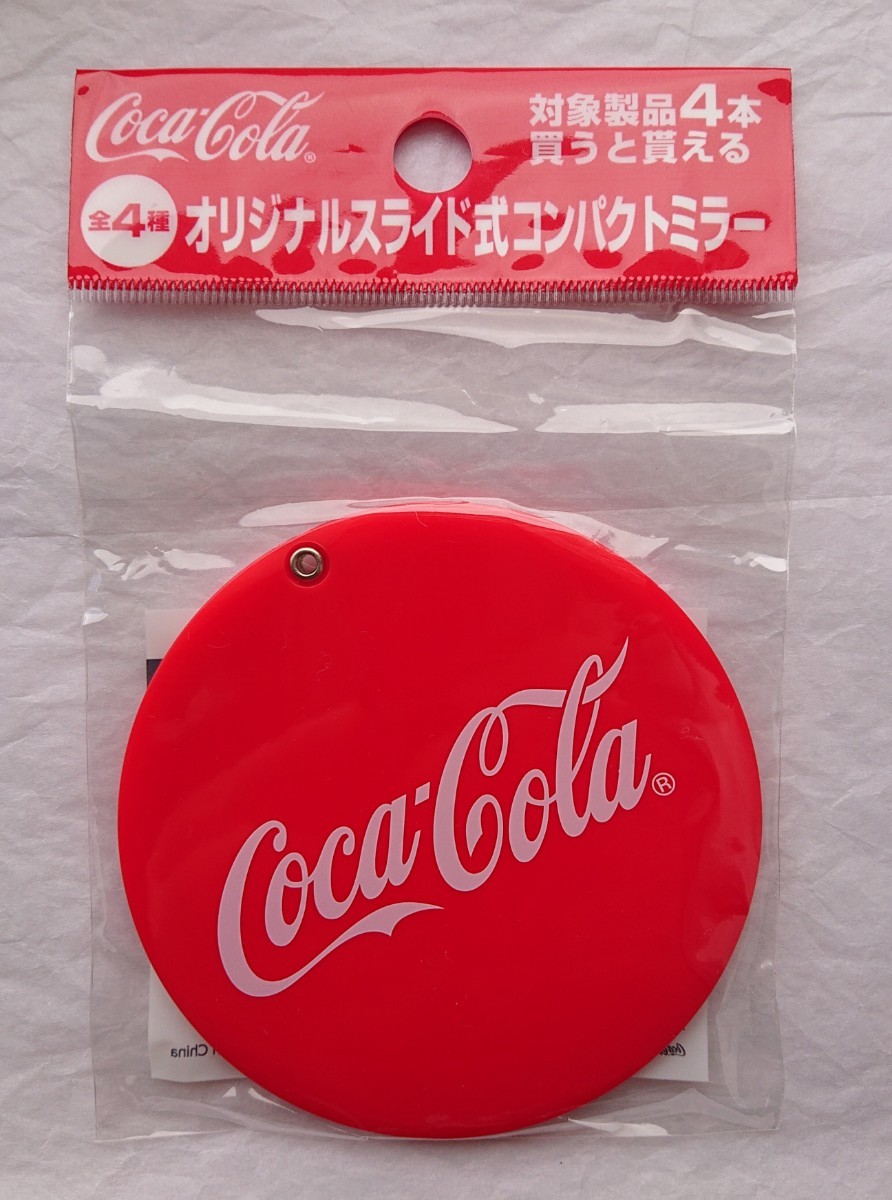 Coca-Cola®
対象製品4本
買うと貰える
全4種
オリジナルスライド式コンパクトミラー
Coca-Cola®
China